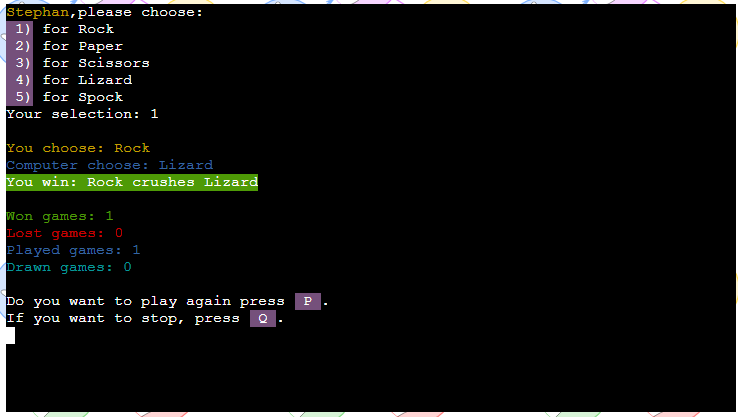 Stephan,please choose:
1) for Rock
2) for Paper
3) for Scissors
4) for Lizard
5) for Spock
Your selection: 1
You choose: Rock
Computer choose: Lizard
You win: Rock crushes Lizard
Won games: 1
Lost games: 0
Played games: 1
Drawn games: 0
Do you want to play again press P .
If you want to stop, press Q .